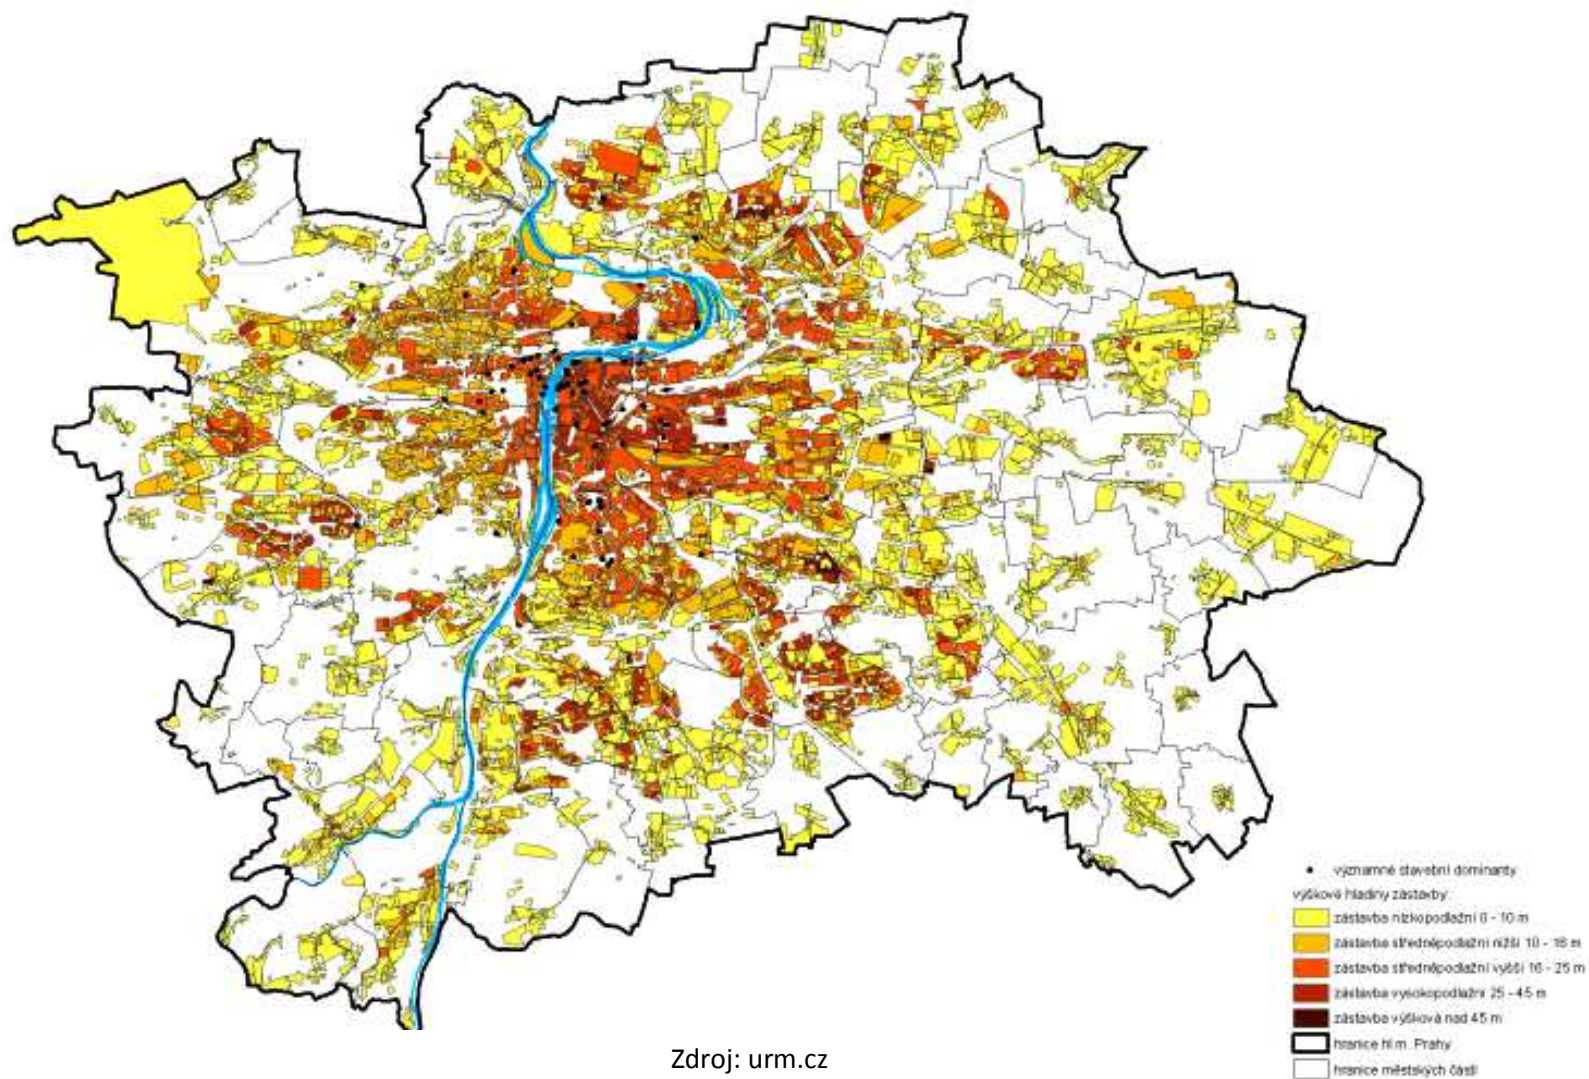 významné stavební dominanty
výškové hladiny zástavby:
zástavba nízkopodlažní 0 - 10 m
zástavba středněpodlažní nižší 10 - 16 m
zástavba středněpodlažní vyšší 16 - 25 m
zástavba vysokopodlažní 25 - 45 m
zástavba výšková nad 45 m
hranice hl.m. Prahy
hranice městských částí
Zdroj: urm.cz